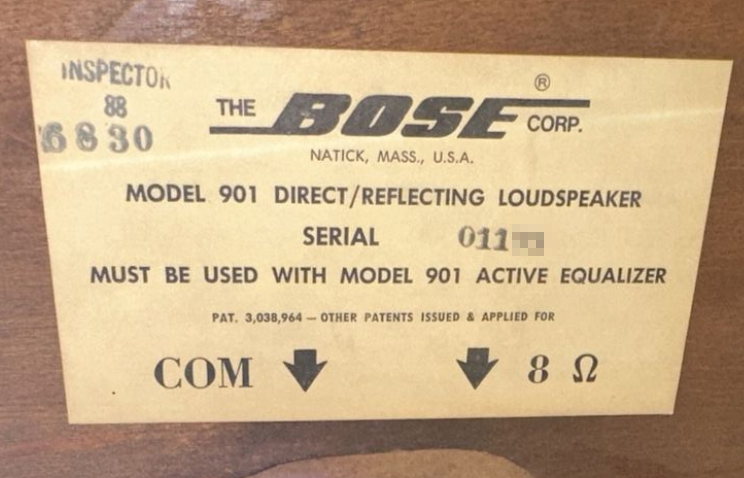 INSPECTOR
88
6830
THE BOSE® CORP.
NATICK, MASS., U.S.A.
MODEL 901 DIRECT/REFLECTING LOUDSPEAKER
SERIAL 011
MUST BE USED WITH MODEL 901 ACTIVE EQUALIZER
PAT. 3,038,964 — OTHER PATENTS ISSUED & APPLIED FOR
COM 8 Ω